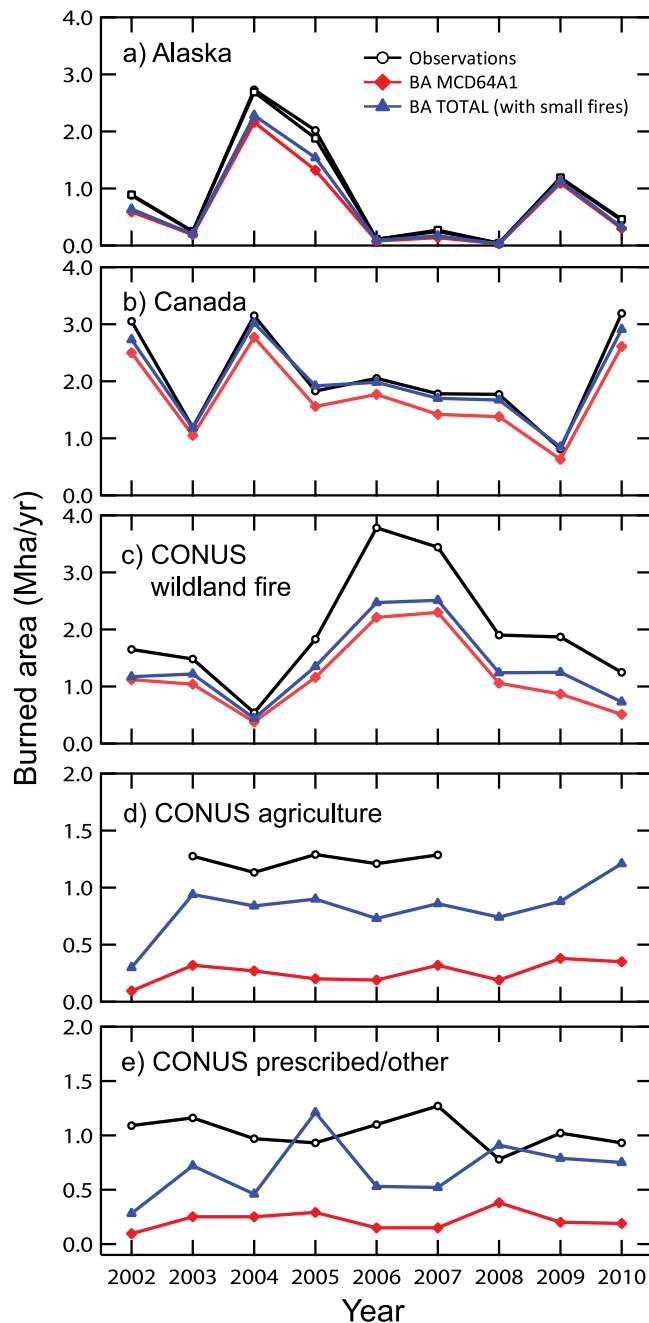 4.0
a) Alaska
Observations
BA MCD64A1
BA TOTAL (with small fires)
3.0
2.0
1.0
0.0
4.0
b) Canada
3.0
2.0
1.0
0.0
4.0
c) CONUS
wildland fire
3.0
2.0
1.0
0.0
Burned area (Mha/yr)
2.0
d) CONUS agriculture
1.5
1.0
0.5
0.0
2.0
e) CONUS prescribed/other
1.5
1.0
0.5
0.0
2002 2003 2004 2005 2006 2007 2008 2009 2010
Year